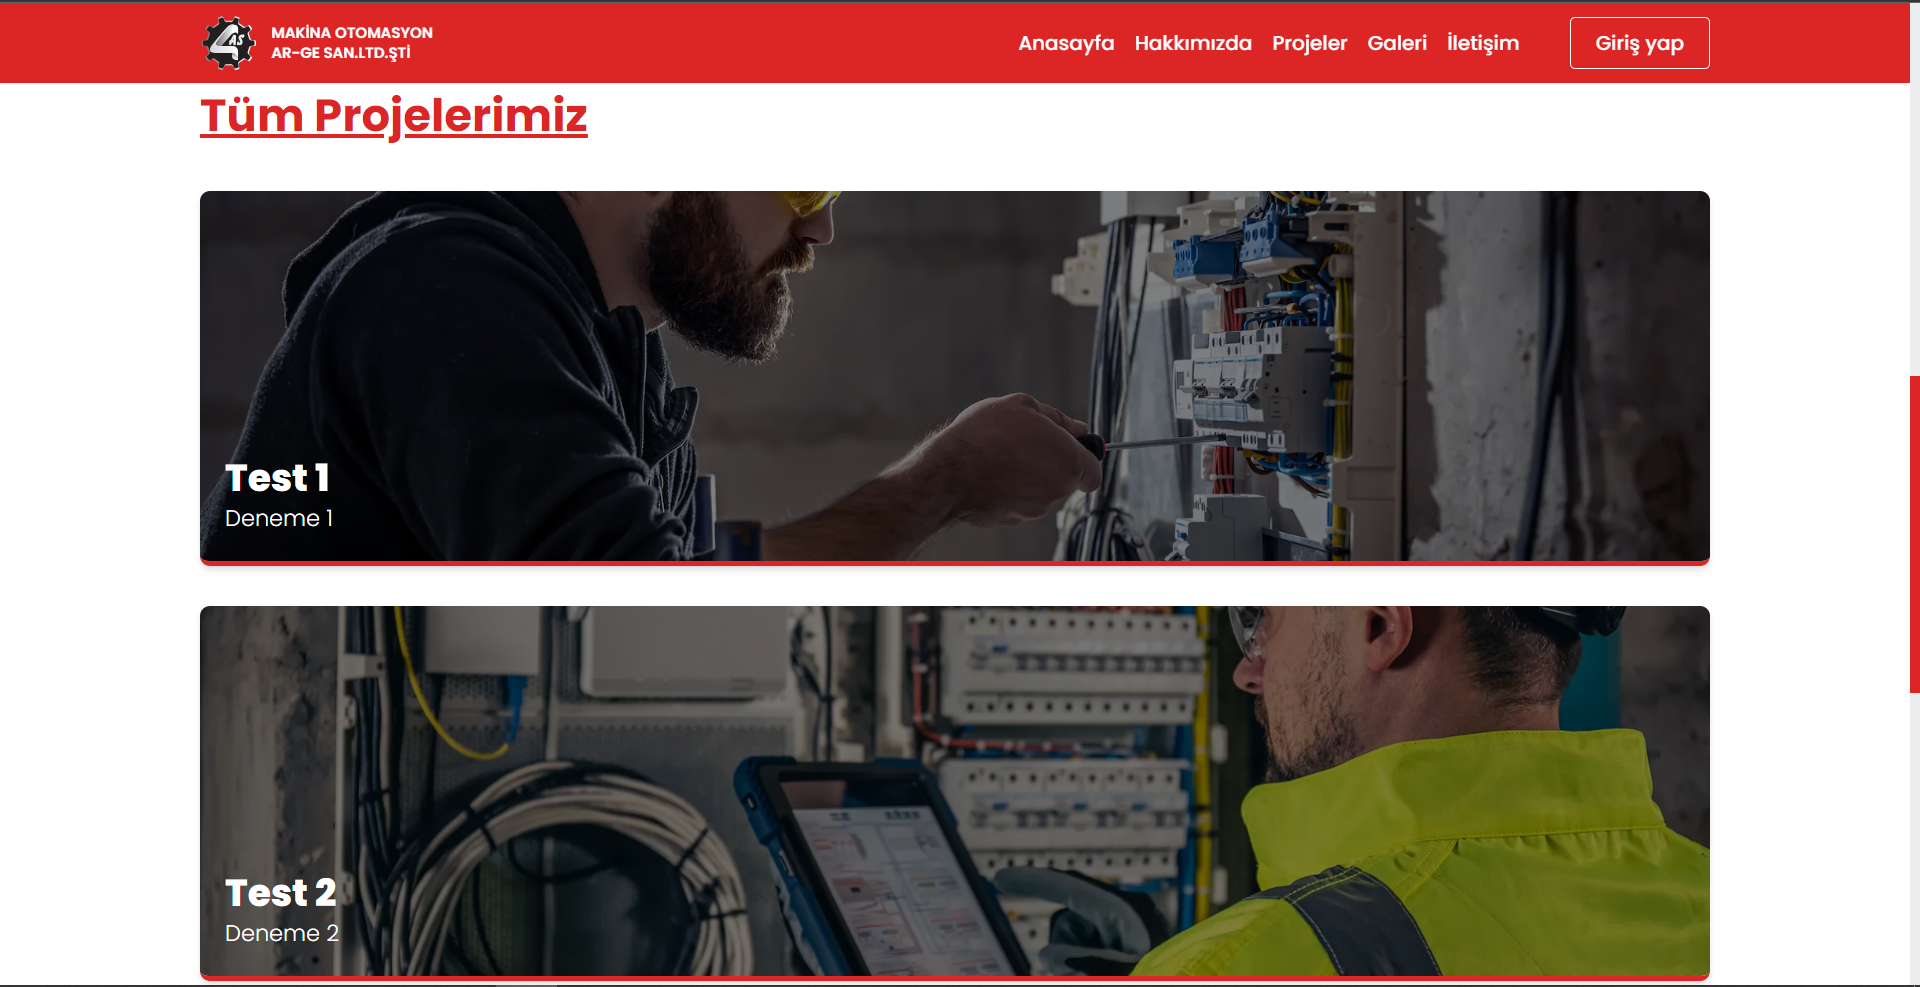 4AS
MAKİNA OTOMASYON
AR-GE SAN.LTD.ŞTİ
Anasayfa
Hakkımızda
Projeler
Galeri
İletişim
Giriş yap
Tüm Projelerimiz
Test 1
Deneme 1
Test 2
Deneme 2